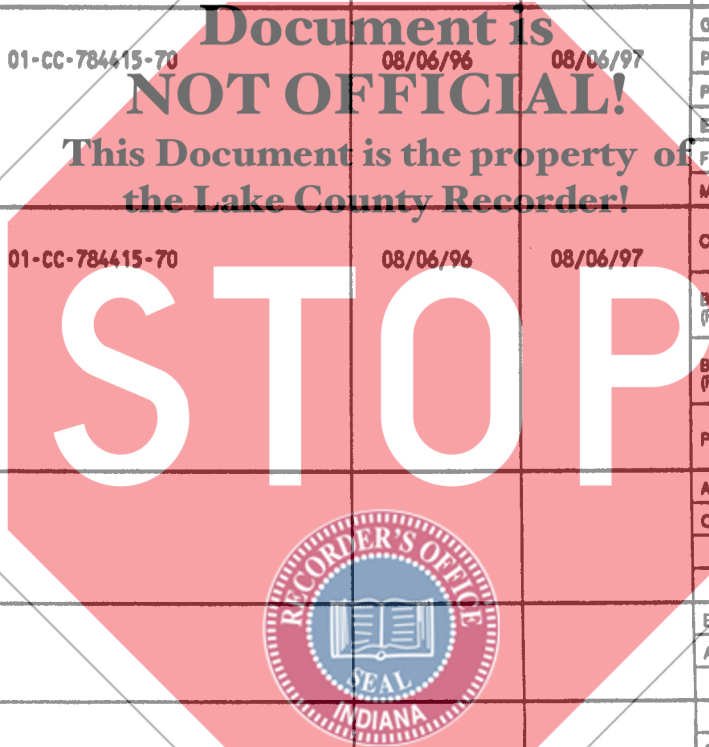 Document is
01-CC-784415-70 08/06/96 08/06/97
NOT OFFICIAL!
This Document is the property of
the Lake County Recorder!
01-CC-784415-70 08/06/96 08/06/97
STOP
RECORDER'S OFFICE
SEAL
INDIANA